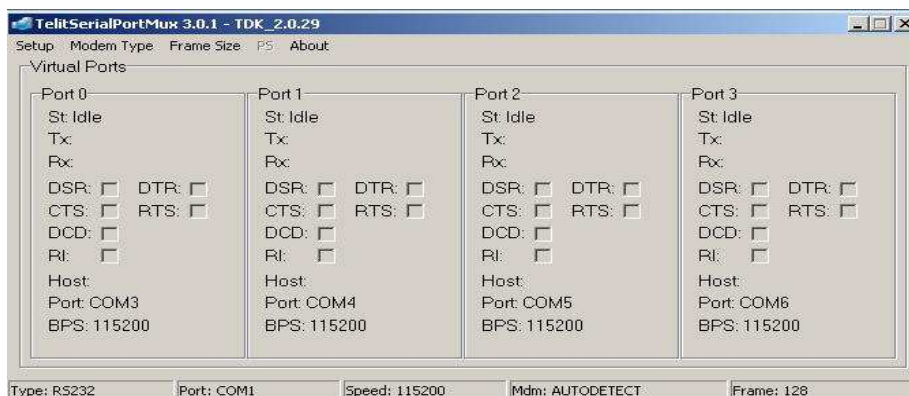 TelitSerialPortMux 3.0.1 - TDK_2.0.29
Setup Modem Type Frame Size PS About
Virtual Ports
Port 0
St: Idle
Tx:
Rx:
DSR: DTR:
CTS: RTS:
DCD:
RI:
Host:
Port: COM3
BPS: 115200
Port 1
St: Idle
Tx:
Rx:
DSR: DTR:
CTS: RTS:
DCD:
RI:
Host:
Port: COM4
BPS: 115200
Port 2
St: Idle
Tx:
Rx:
DSR: DTR:
CTS: RTS:
DCD:
RI:
Host:
Port: COM5
BPS: 115200
Port 3
St: Idle
Tx:
Rx:
DSR: DTR:
CTS: RTS:
DCD:
RI:
Host:
Port: COM6
BPS: 115200
Type: RS232 Port: COM1 Speed: 115200 Mdm: AUTODETECT Frame: 128